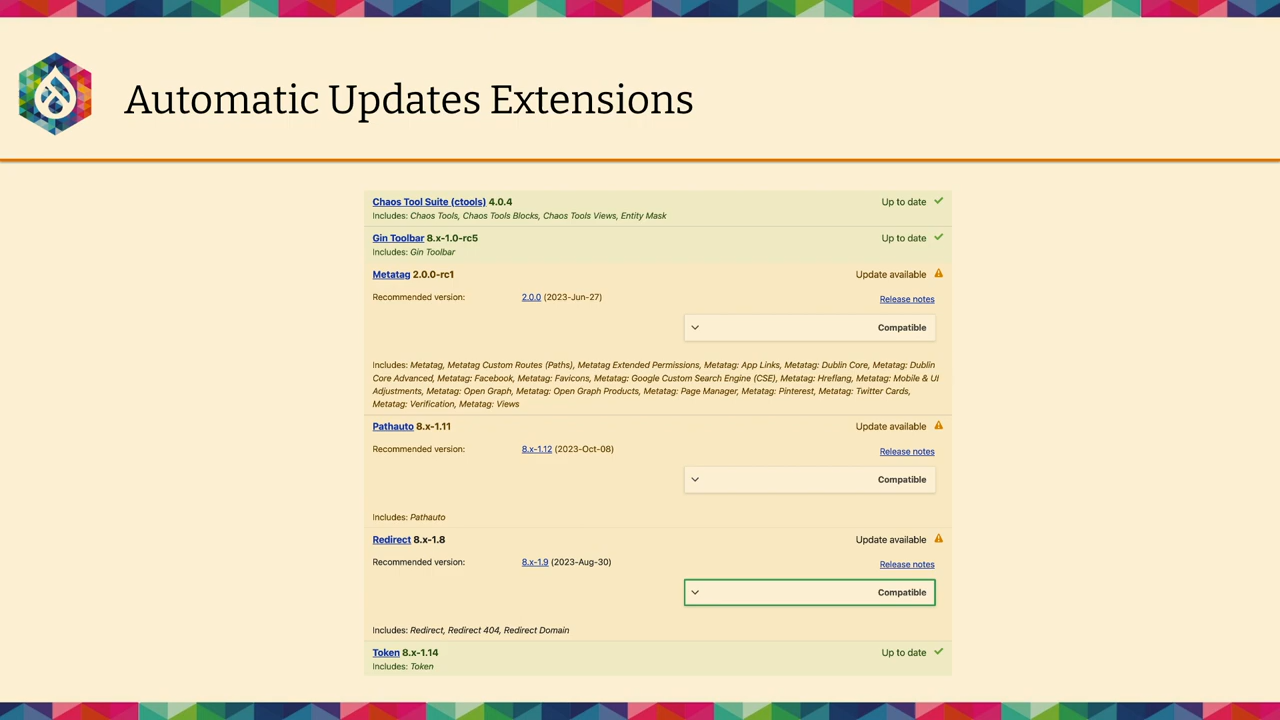 Automatic Updates Extensions
Chaos Tool Suite (ctools) 4.0.4 Up to date
Includes: Chaos Tools, Chaos Tools Blocks, Chaos Tools Views, Entity Mask
Gin Toolbar 8.x-1.0-rc5 Up to date
Includes: Gin Toolbar
Metatag 2.0.0-rc1 Update available
Recommended version: 2.0.0 (2023-Jun-27) Release notes
Compatible
Includes: Metatag, Metatag Custom Routes (Paths), Metatag Extended Permissions, Metatag: App Links, Metatag: Dublin Core, Metatag: Dublin
Core Advanced, Metatag: Facebook, Metatag: Favicons, Metatag: Google Custom Search Engine (CSE), Metatag: Hreflang, Metatag: Mobile & UI
Adjustments, Metatag: Open Graph, Metatag: Open Graph Products, Metatag: Page Manager, Metatag: Pinterest, Metatag: Twitter Cards,
Metatag: Verification, Metatag: Views
Pathauto 8.x-1.11 Update available
Recommended version: 8.x-1.12 (2023-Oct-08) Release notes
Compatible
Includes: Pathauto
Redirect 8.x-1.8 Update available
Recommended version: 8.x-1.9 (2023-Aug-30) Release notes
Compatible
Includes: Redirect, Redirect 404, Redirect Domain
Token 8.x-1.14 Up to date
Includes: Token